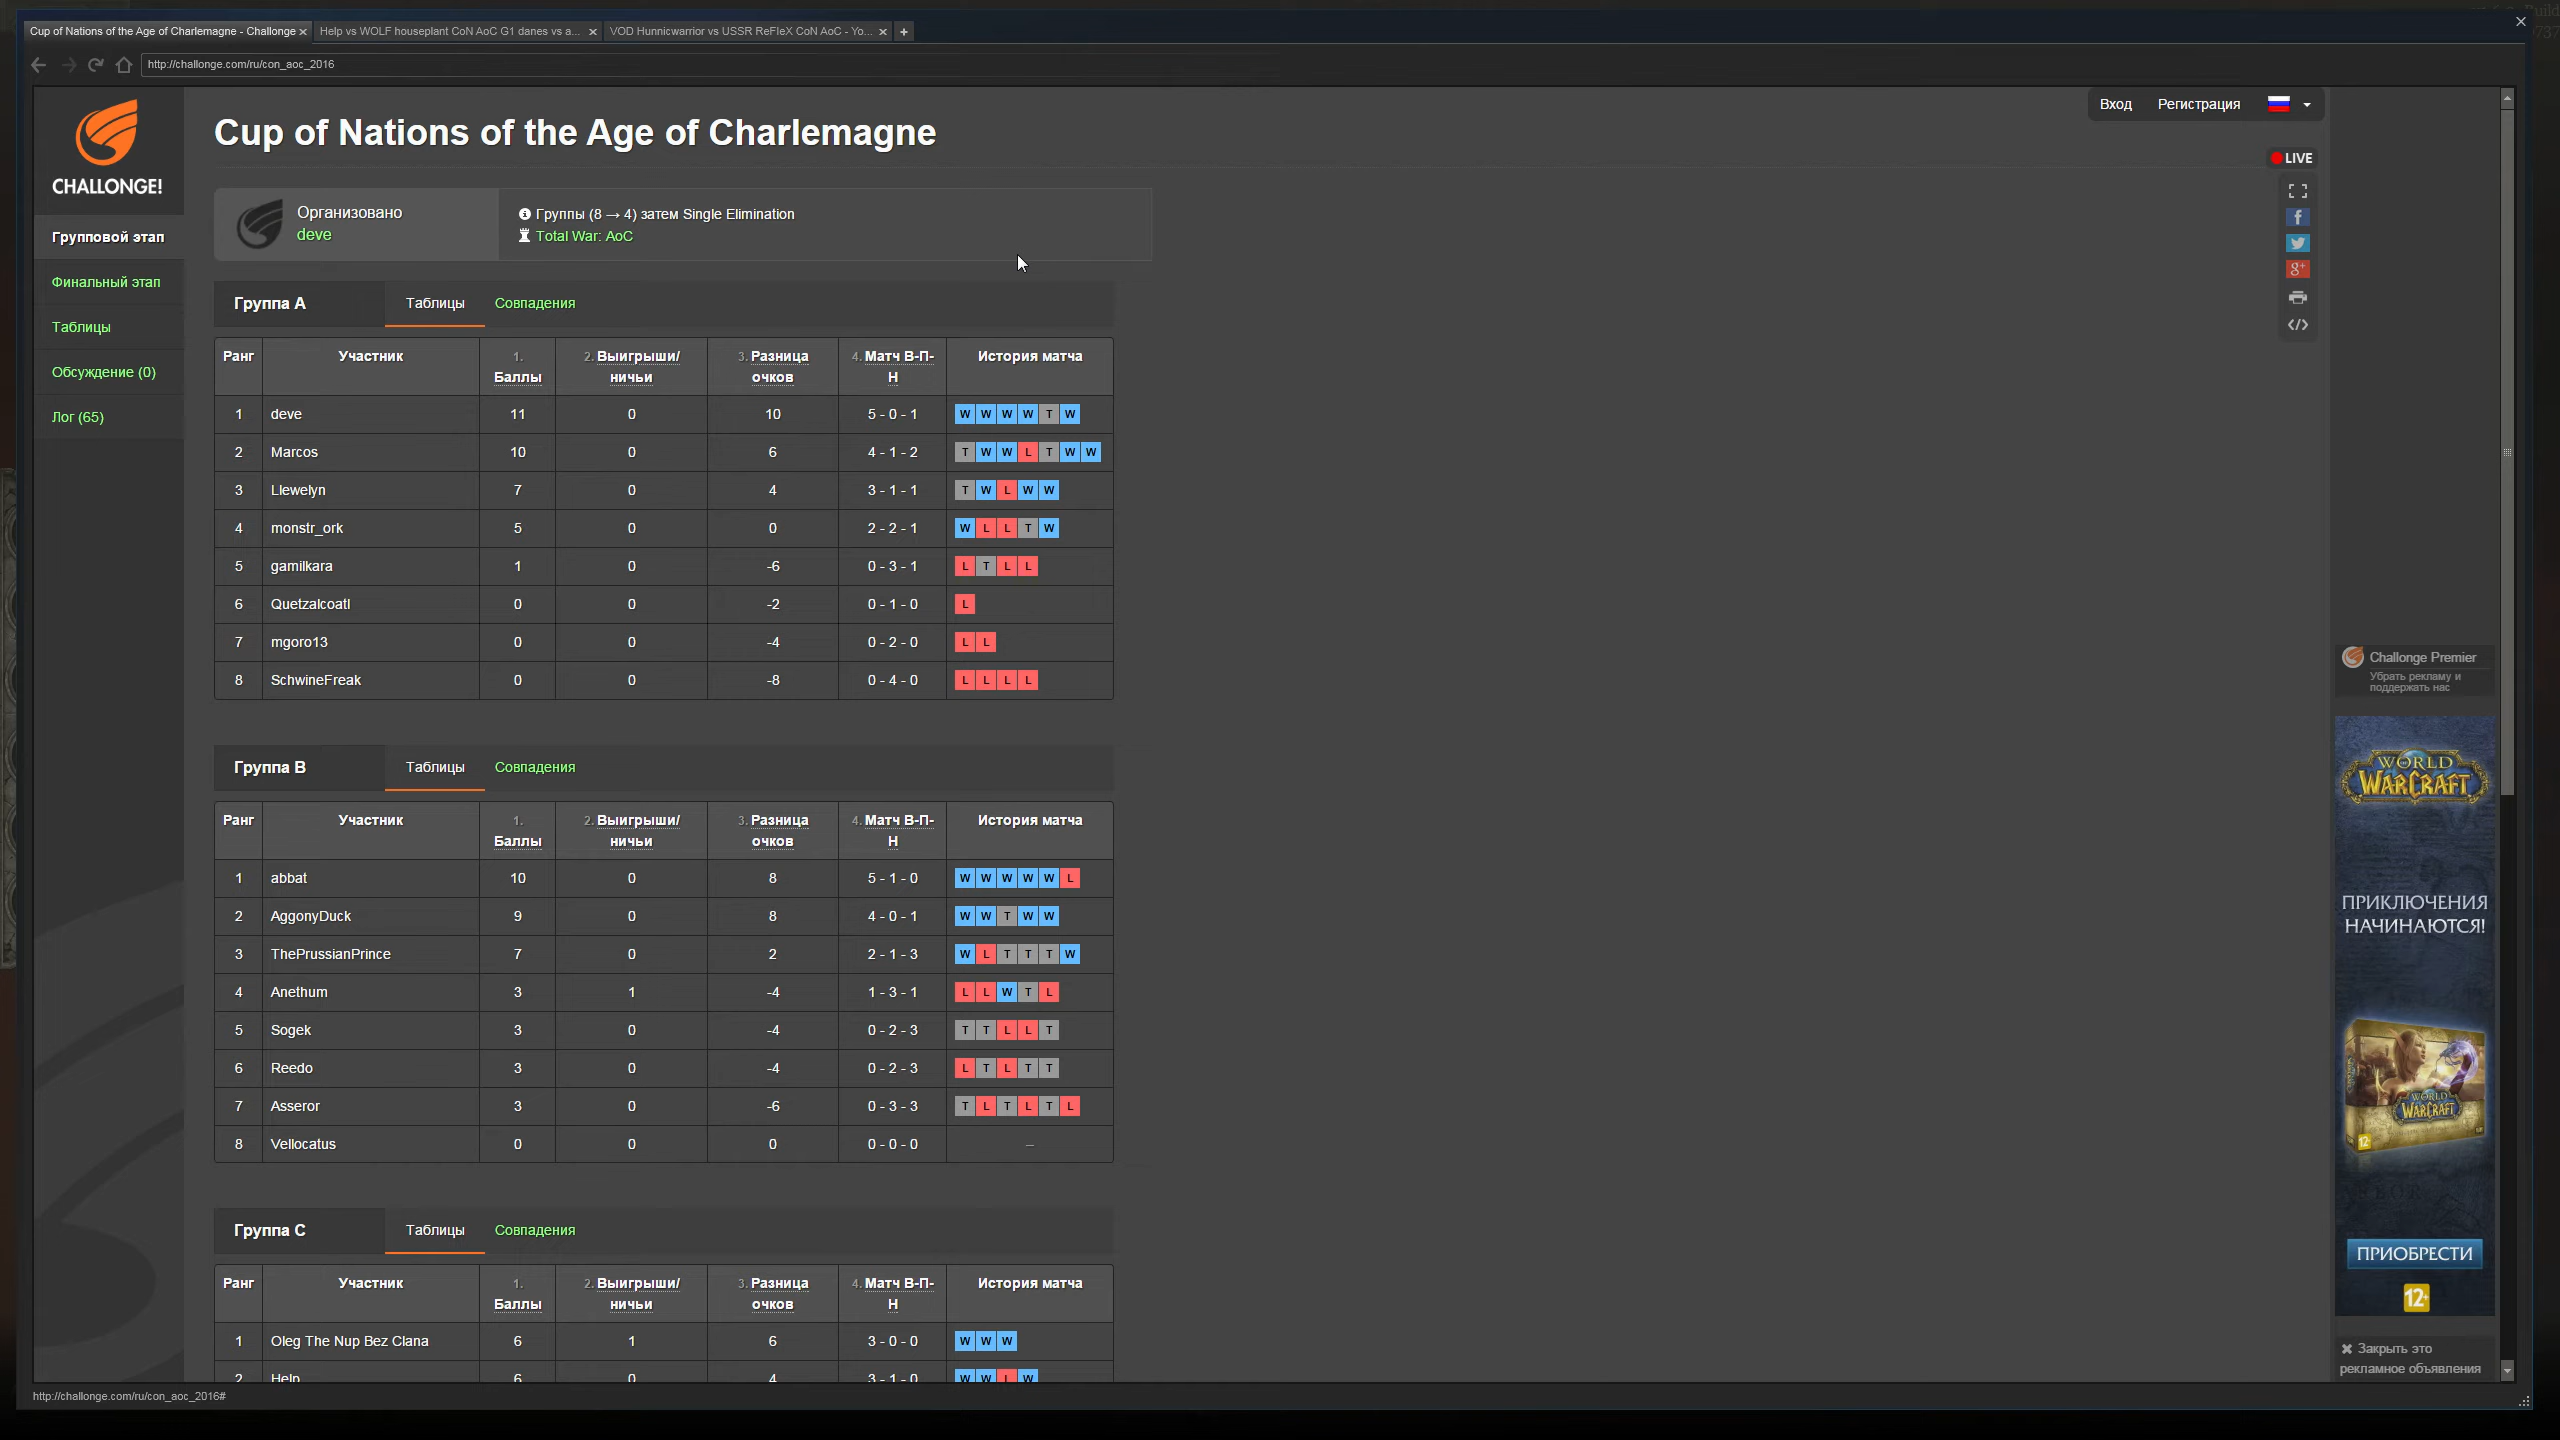 Cup of Nations of the Age of Charlemagne - Challonge × Help vs WOLF houseplant CoN AoC G1 danes vs a... × VOD Hunnicwarrior vs USSR ReFleX CoN AoC - Yo... × +
http://challonge.com/ru/con_aoc_2016
CHALLONGE!
Групповой этап
Финальный этап
Таблицы
Обсуждение (0)
Лог (65)
Вход Регистрация
LIVE
Cup of Nations of the Age of Charlemagne
Организовано
deve
Группы (8 → 4) затем Single Elimination
Total War: AoC
Группа A Таблицы Совпадения
Ранг Участник 1. Баллы 2. Выигрыши/ничьи 3. Разница очков 4. Матч В-П-Н История матча
1 deve 11 0 10 5 - 0 - 1 W W W W T W
2 Marcos 10 0 6 4 - 1 - 2 T W W L T W W
3 Llewelyn 7 0 4 3 - 1 - 1 T W L W W
4 monstr_ork 5 0 0 2 - 2 - 1 W L L T W
5 gamilkara 1 0 -6 0 - 3 - 1 L T L L
6 Quetzalcoatl 0 0 -2 0 - 1 - 0 L
7 mgoro13 0 0 -4 0 - 2 - 0 L L
8 SchwineFreak 0 0 -8 0 - 4 - 0 L L L L
Группа B Таблицы Совпадения
Ранг Участник 1. Баллы 2. Выигрыши/ничьи 3. Разница очков 4. Матч В-П-Н История матча
1 abbat 10 0 8 5 - 1 - 0 W W W W W L
2 AggonyDuck 9 0 8 4 - 0 - 1 W W T W W
3 ThePrussianPrince 7 0 2 2 - 1 - 3 W L T T T W
4 Anethum 3 1 -4 1 - 3 - 1 L L W T L
5 Sogek 3 0 -4 0 - 2 - 3 T T L L T
6 Reedo 3 0 -4 0 - 2 - 3 L T L T T
7 Asseror 3 0 -6 0 - 3 - 3 T L T L T L
8 Vellocatus 0 0 0 0 - 0 - 0 –
Группа C Таблицы Совпадения
Ранг Участник 1. Баллы 2. Выигрыши/ничьи 3. Разница очков 4. Матч В-П-Н История матча
1 Oleg The Nup Bez Clana 6 1 6 3 - 0 - 0 W W W
2 Help 6 0 4 3 - 1 - 0 W W L W
Challonge Premier
Убрать рекламу и
поддержать нас
WORLD
WARCRAFT
ПРИКЛЮЧЕНИЯ
НАЧИНАЮТСЯ!
WORLD
WARCRAFT
12
ПРИОБРЕСТИ
12+
Закрыть это
рекламное объявления
http://challonge.com/ru/con_aoc_2016#